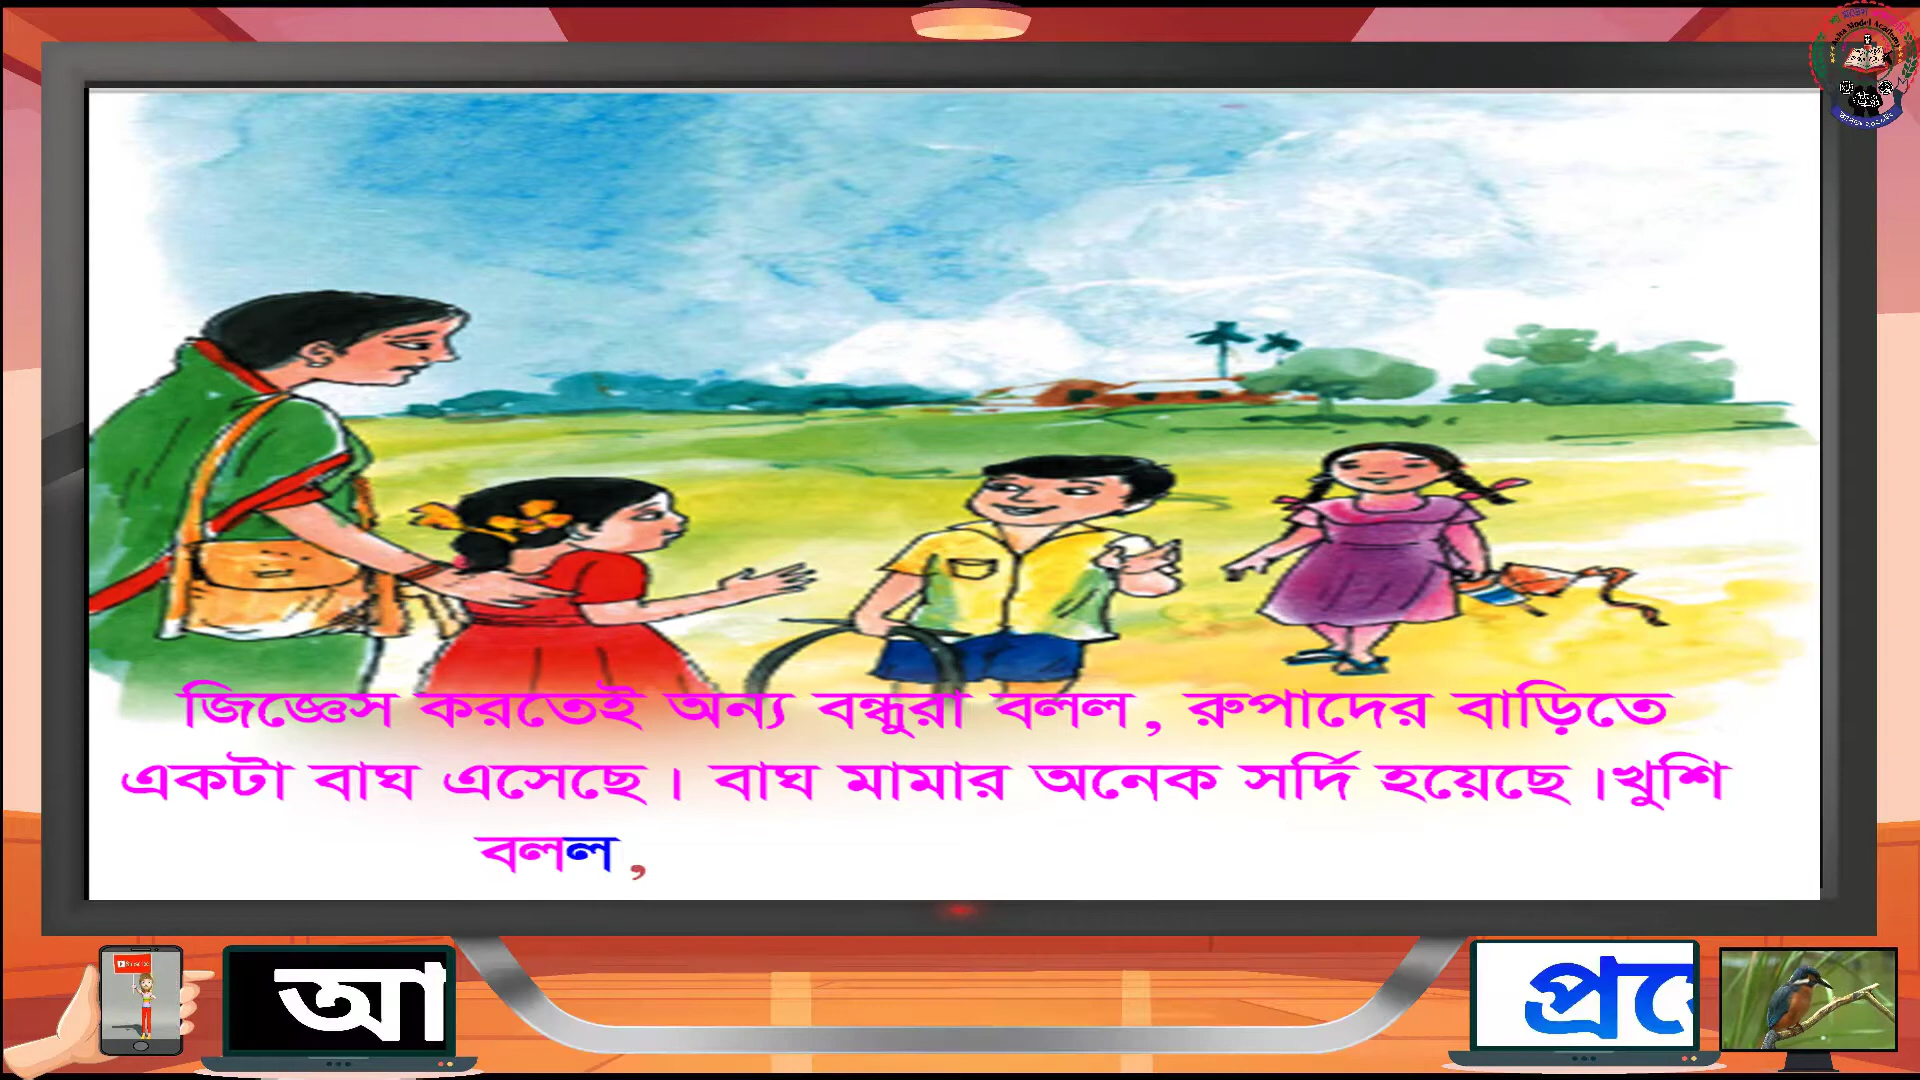 জিজ্ঞেস করতেই অন্য বন্ধুরা বলল, রুপাদের বাড়িতে
একটা বাঘ এসেছে। বাঘ মামার অনেক সর্দি হয়েছে।খুশি
বলল,
আ